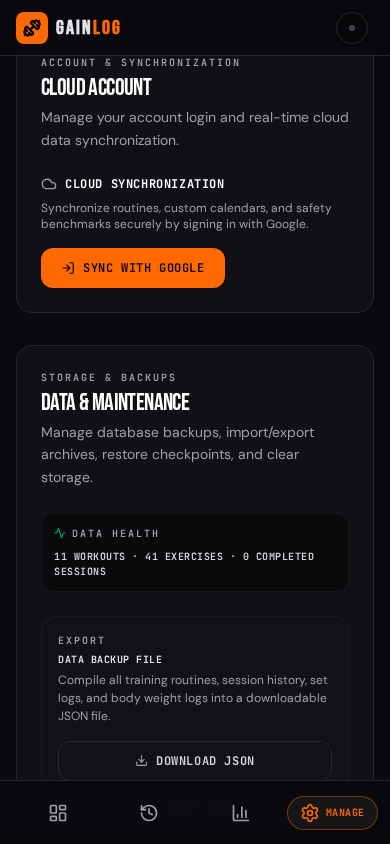 GAINLOG
ACCOUNT & SYNCHRONIZATION
CLOUD ACCOUNT
Manage your account login and real-time cloud
data synchronization.
CLOUD SYNCHRONIZATION
Synchronize routines, custom calendars, and safety
benchmarks securely by signing in with Google.
SYNC WITH GOOGLE
STORAGE & BACKUPS
DATA & MAINTENANCE
Manage database backups, import/export
archives, restore checkpoints, and clear
storage.
DATA HEALTH
11 WORKOUTS · 41 EXERCISES · 0 COMPLETED
SESSIONS
EXPORT
DATA BACKUP FILE
Compile all training routines, session history, set
logs, and body weight logs into a downloadable
JSON file.
DOWNLOAD JSON
MANAGE